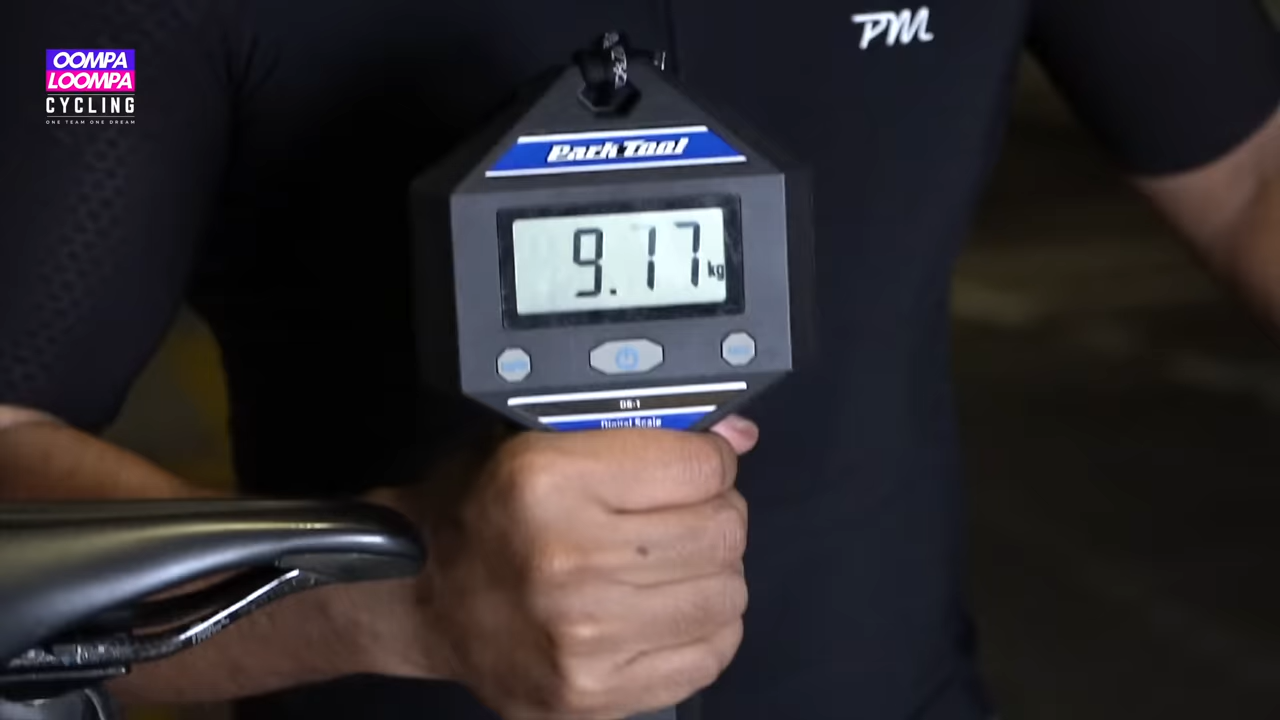 OOMPA
LOOMPA
CYCLING
ONE TEAM ONE DREAM
PM
Park Tool
9.17 kg
DS-1
Digital Scale